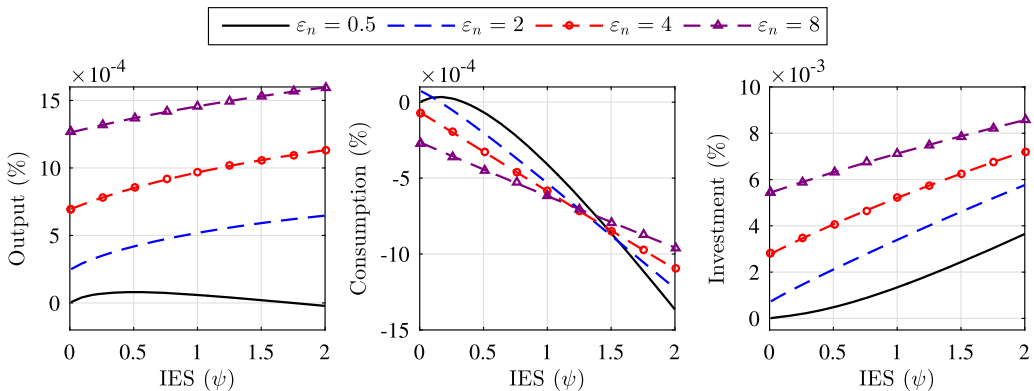 εₙ = 0.5 εₙ = 2 εₙ = 4 εₙ = 8
×10⁻⁴
15
10
5
0
0 0.5 1 1.5 2
IES (ψ)
Output (%)
×10⁻⁴
0
-5
-10
-15
0 0.5 1 1.5 2
IES (ψ)
Consumption (%)
×10⁻³
10
8
6
4
2
0
0 0.5 1 1.5 2
IES (ψ)
Investment (%)